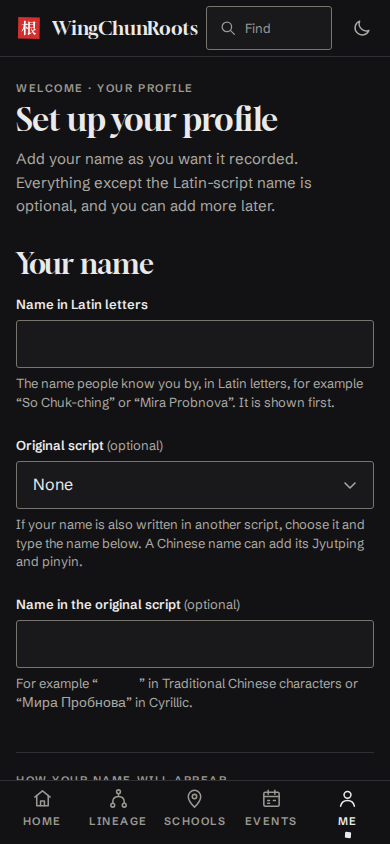 根 WingChunRoots
Find
WELCOME · YOUR PROFILE
Set up your profile
Add your name as you want it recorded.
Everything except the Latin-script name is
optional, and you can add more later.
Your name
Name in Latin letters
The name people know you by, in Latin letters, for example
“So Chuk-ching” or “Mira Probnova”. It is shown first.
Original script (optional)
None
If your name is also written in another script, choose it and
type the name below. A Chinese name can add its Jyutping
and pinyin.
Name in the original script (optional)
For example “ ” in Traditional Chinese characters or
“Мира Пробнова” in Cyrillic.
HOW YOUR NAME WILL APPEAR
HOME LINEAGE SCHOOLS EVENTS ME